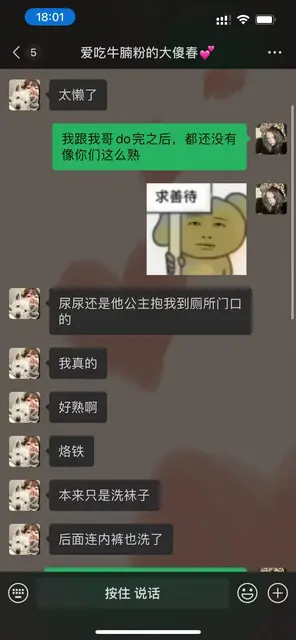 18:01
5
爱吃牛腩粉的大傻春💕
太懒了
我跟我哥do完之后，都还没有
像你们这么熟
求善待
尿尿还是他公主抱我到厕所门口
的
我真的
好熟啊
烙铁
本来只是洗袜子
后面连内裤也洗了
按住 说话